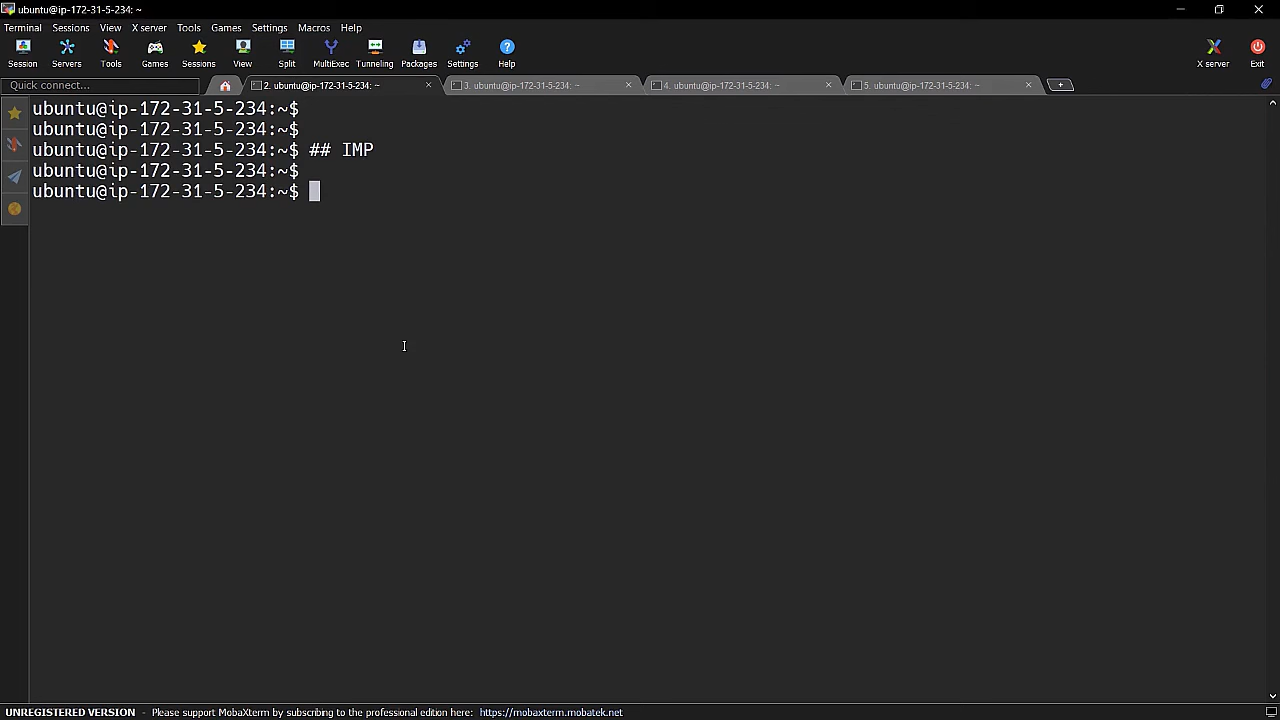 ubuntu@ip-172-31-5-234: ~
Terminal Sessions View X server Tools Games Settings Macros Help
Session Servers Tools Games Sessions View Split MultiExec Tunneling Packages Settings Help X server Exit
Quick connect... 2. ubuntu@ip-172-31-5-234: ~ 3. ubuntu@ip-172-31-5-234: ~ 4. ubuntu@ip-172-31-5-234: ~ 5. ubuntu@ip-172-31-5-234: ~
ubuntu@ip-172-31-5-234:~$
ubuntu@ip-172-31-5-234:~$
ubuntu@ip-172-31-5-234:~$ ## IMP
ubuntu@ip-172-31-5-234:~$
ubuntu@ip-172-31-5-234:~$
UNREGISTERED VERSION - Please support MobaXterm by subscribing to the professional edition here: https://mobaxterm.mobatek.net